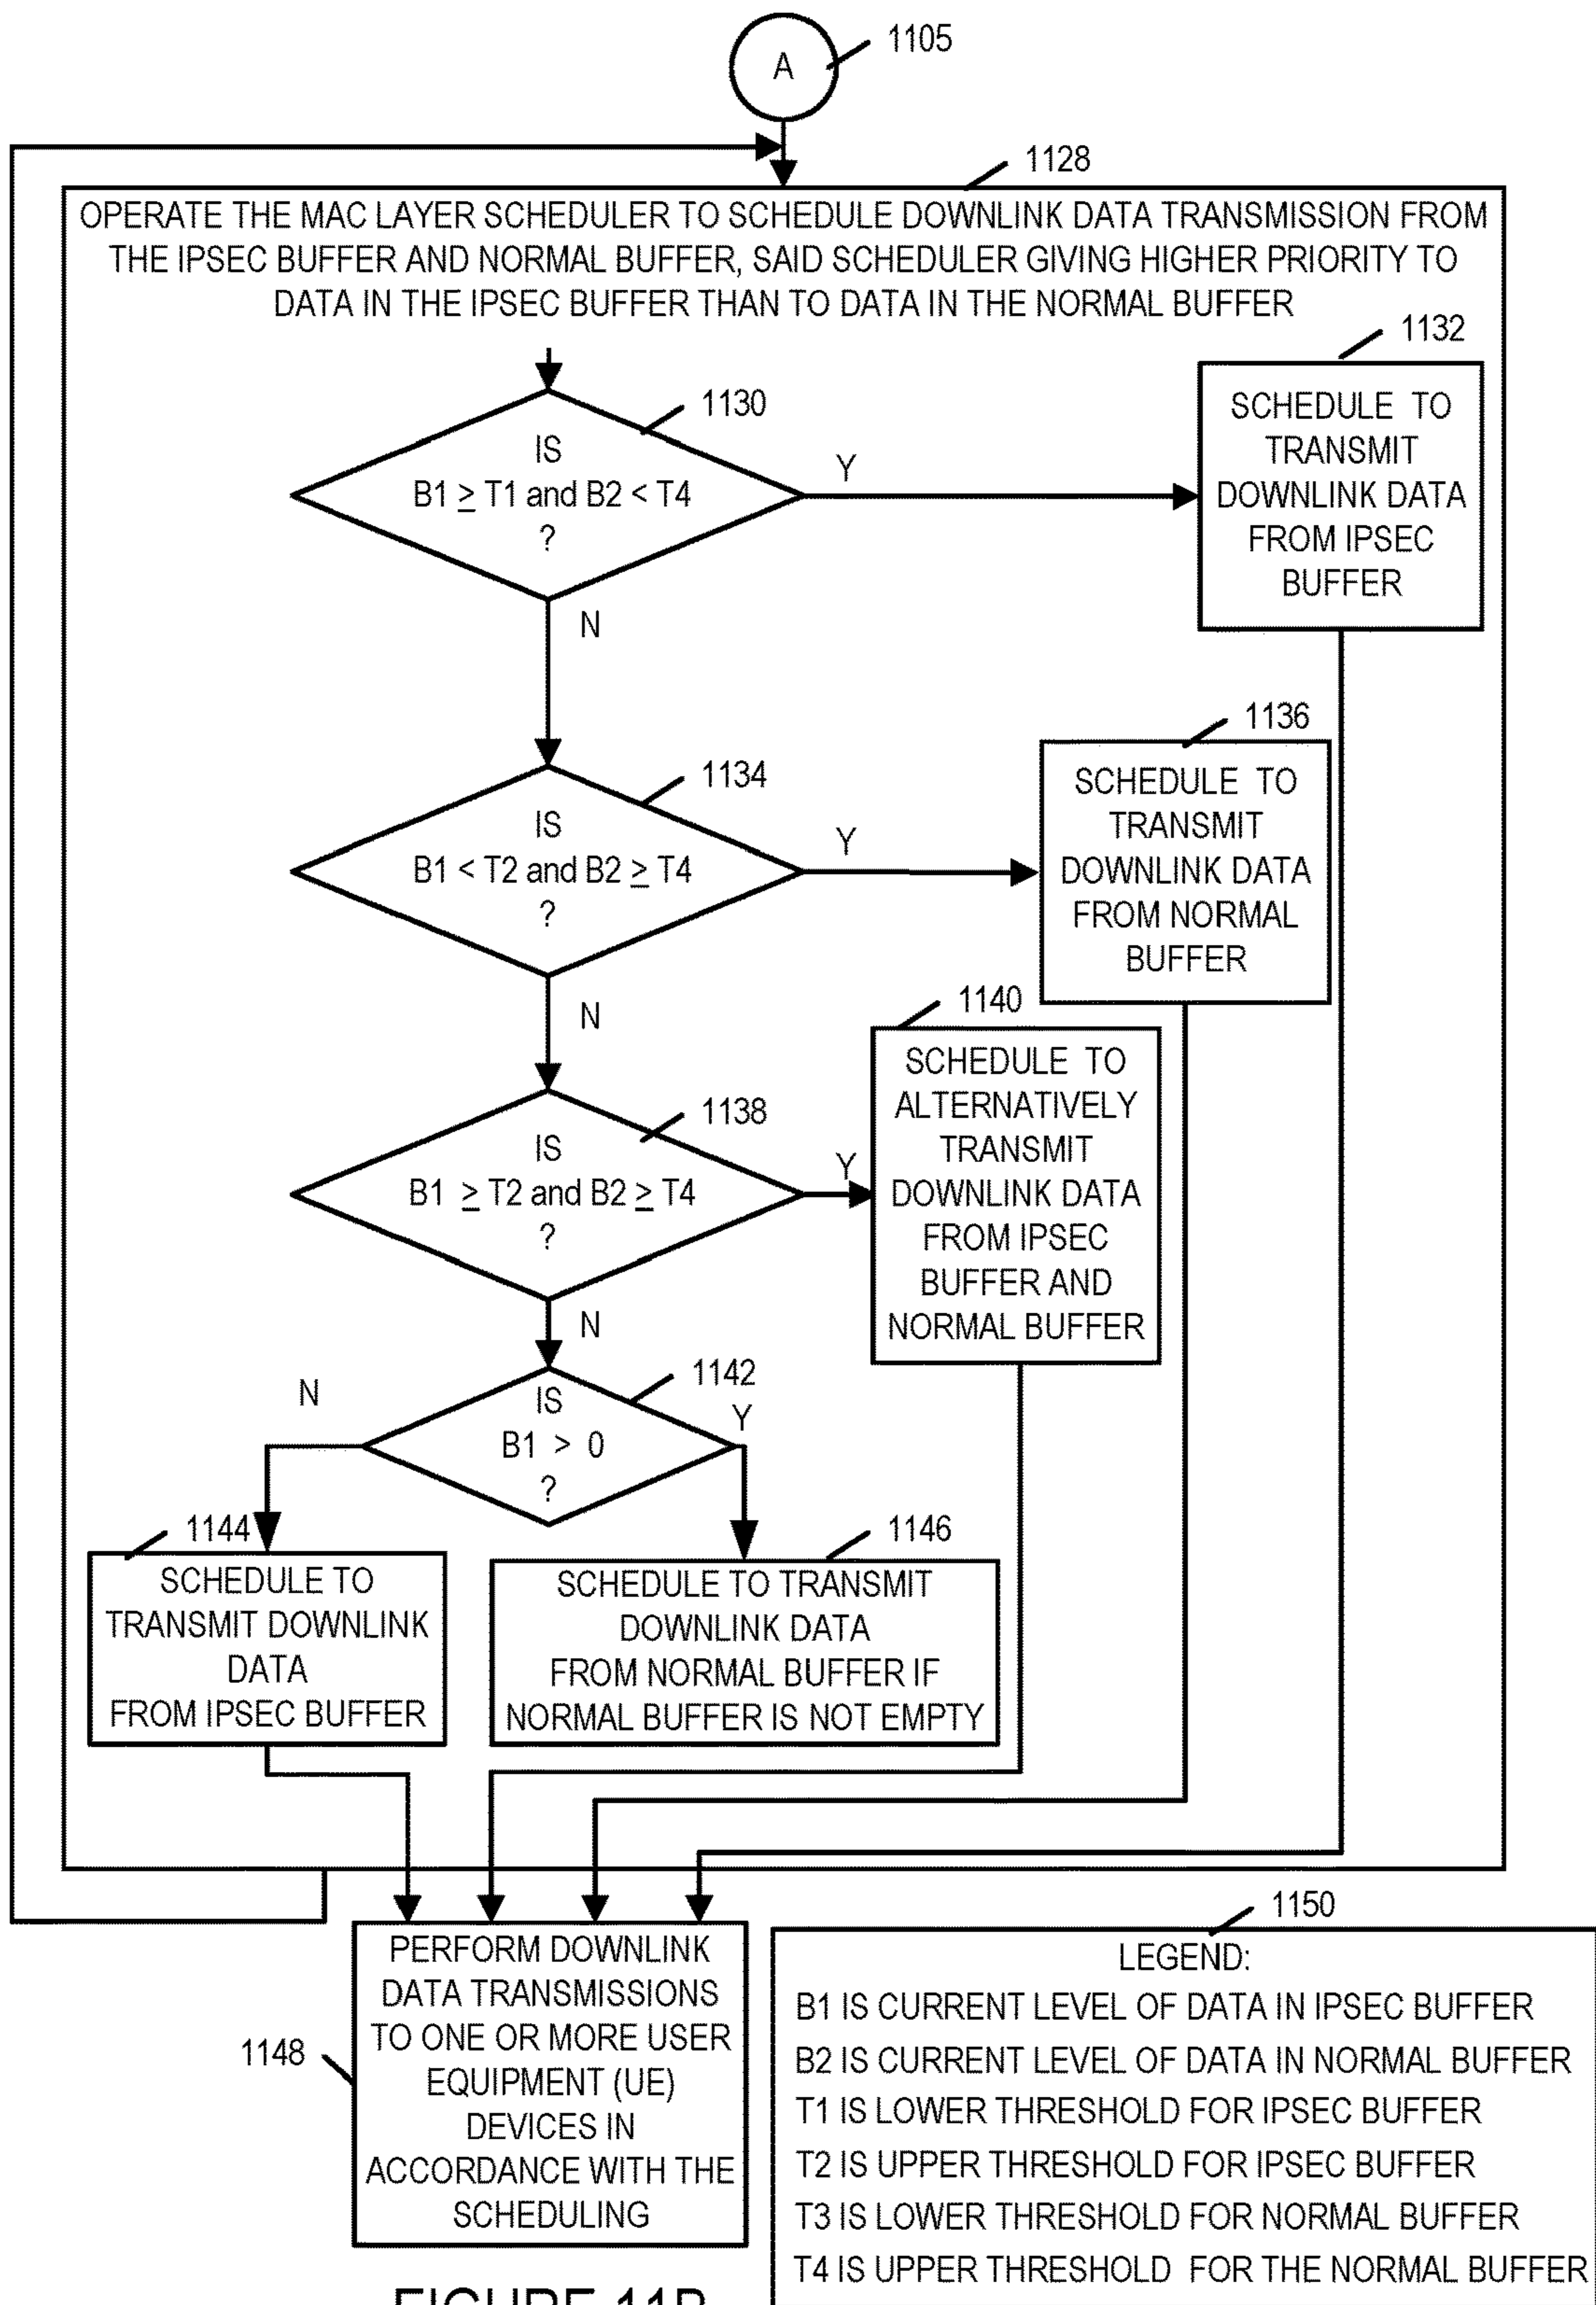 A
1105
1128
OPERATE THE MAC LAYER SCHEDULER TO SCHEDULE DOWNLINK DATA TRANSMISSION FROM
THE IPSEC BUFFER AND NORMAL BUFFER, SAID SCHEDULER GIVING HIGHER PRIORITY TO
DATA IN THE IPSEC BUFFER THAN TO DATA IN THE NORMAL BUFFER
1130
IS
B1 ≥ T1 and B2 < T4
?
Y
N
1132
SCHEDULE TO
TRANSMIT
DOWNLINK DATA
FROM IPSEC
BUFFER
1134
IS
B1 < T2 and B2 ≥ T4
?
Y
N
1136
SCHEDULE TO
TRANSMIT
DOWNLINK DATA
FROM NORMAL
BUFFER
1138
IS
B1 ≥ T2 and B2 ≥ T4
?
Y
N
1140
SCHEDULE TO
ALTERNATIVELY
TRANSMIT
DOWNLINK DATA
FROM IPSEC
BUFFER AND
NORMAL BUFFER
1142
IS
B1 > 0
?
N
Y
1144
SCHEDULE TO
TRANSMIT DOWNLINK
DATA
FROM IPSEC BUFFER
1146
SCHEDULE TO TRANSMIT
DOWNLINK DATA
FROM NORMAL BUFFER IF
NORMAL BUFFER IS NOT EMPTY
1148
PERFORM DOWNLINK
DATA TRANSMISSIONS
TO ONE OR MORE USER
EQUIPMENT (UE)
DEVICES IN
ACCORDANCE WITH THE
SCHEDULING
1150
LEGEND:
B1 IS CURRENT LEVEL OF DATA IN IPSEC BUFFER
B2 IS CURRENT LEVEL OF DATA IN NORMAL BUFFER
T1 IS LOWER THRESHOLD FOR IPSEC BUFFER
T2 IS UPPER THRESHOLD FOR IPSEC BUFFER
T3 IS LOWER THRESHOLD FOR NORMAL BUFFER
T4 IS UPPER THRESHOLD FOR THE NORMAL BUFFER
FIGURE 11B